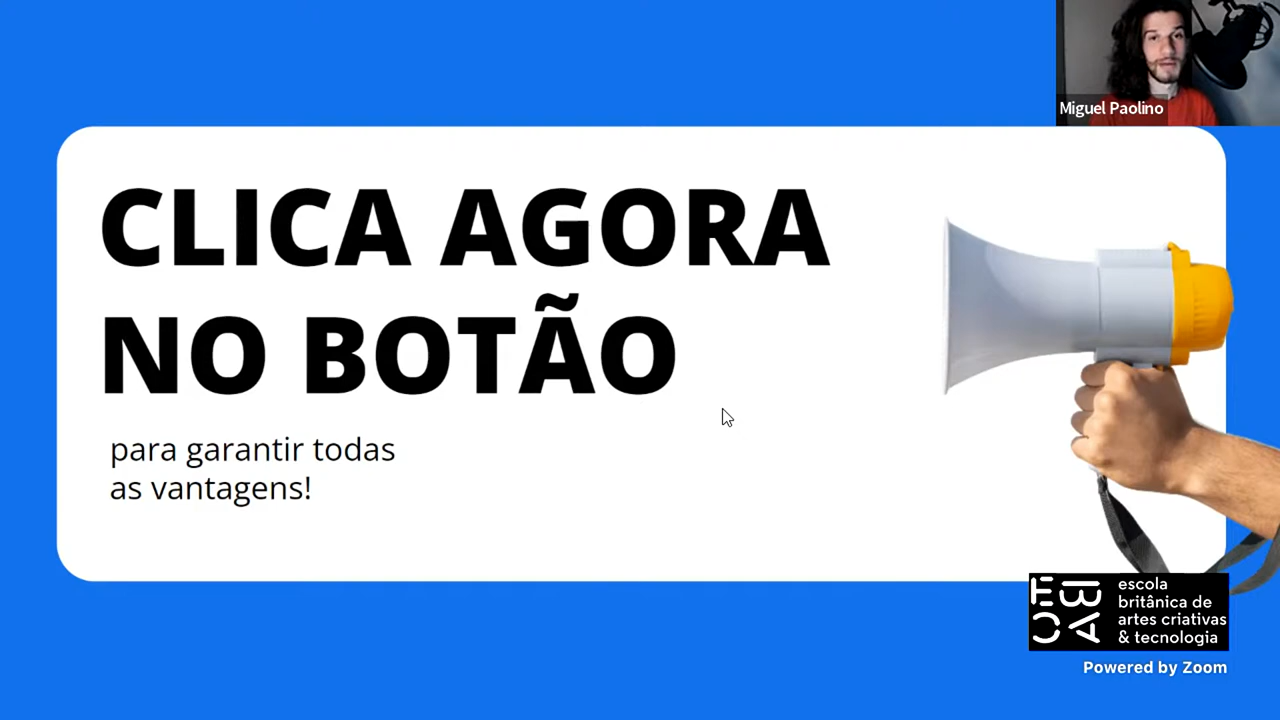 Miguel Paolino
CLICA AGORA
NO BOTÃO
para garantir todas
as vantagens!
escola
britânica de
artes criativas
& tecnologia
Powered by Zoom